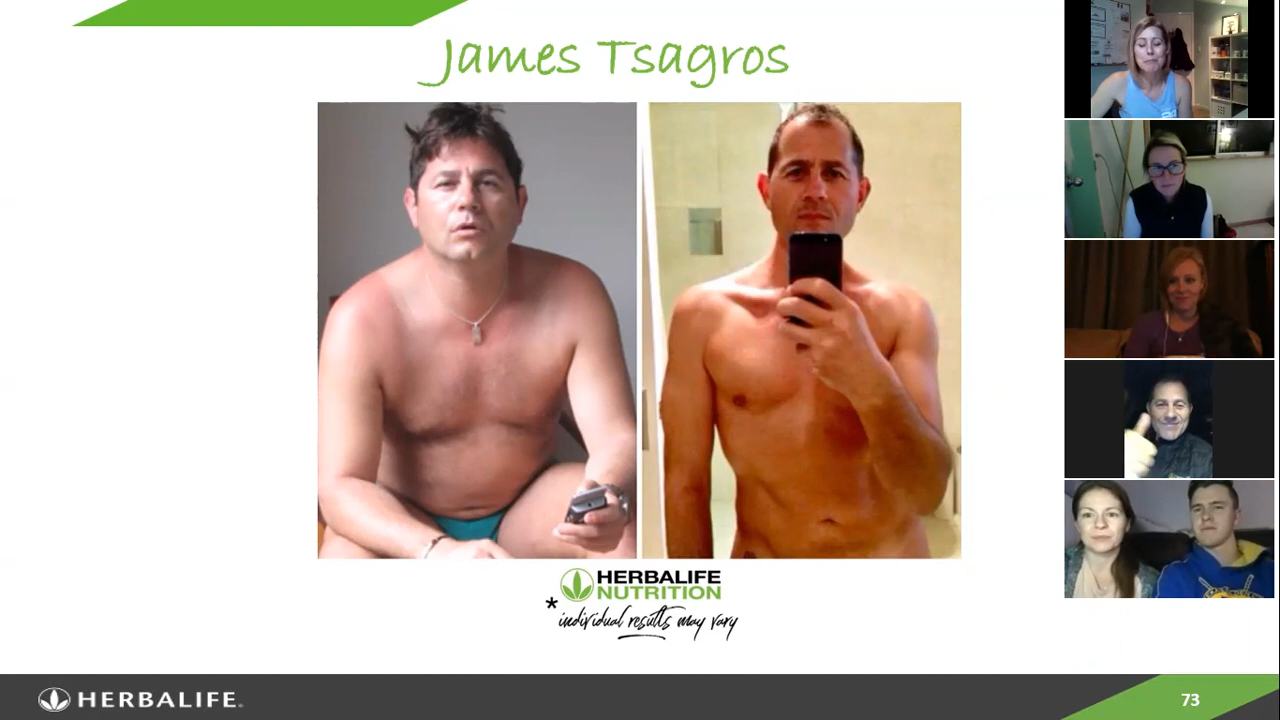 James Tsagros
HERBALIFE
NUTRITION
*individual results may vary
HERBALIFE
73